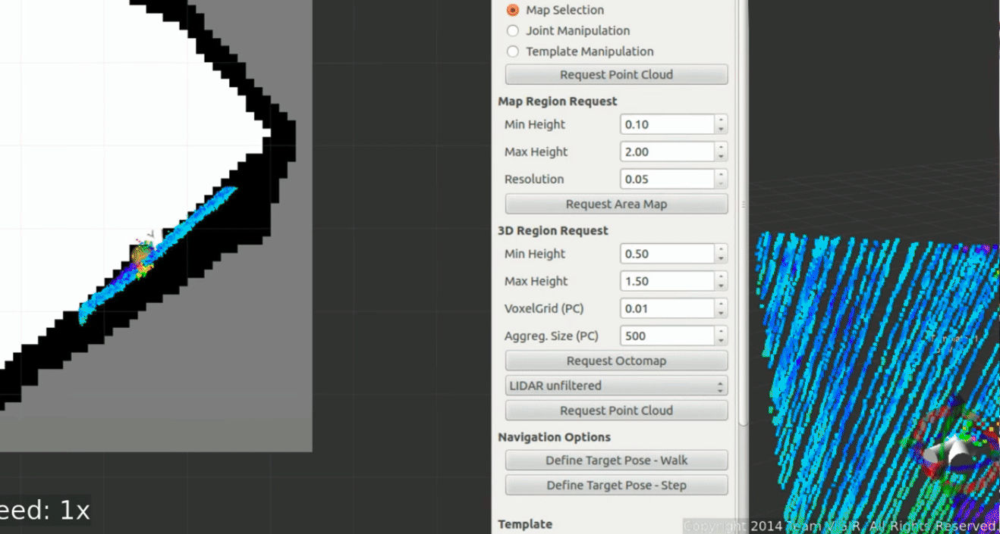 Map Selection
Joint Manipulation
Template Manipulation
Request Point Cloud
Map Region Request
Min Height 0.10
Max Height 2.00
Resolution 0.05
Request Area Map
3D Region Request
Min Height 0.50
Max Height 1.50
VoxelGrid (PC) 0.01
Aggreg. Size (PC) 500
Request Octomap
LIDAR unfiltered
Request Point Cloud
Navigation Options
Define Target Pose - Walk
Define Target Pose - Step
eed: 1x
Template
Copyright 2014 Team ViGIR. All Rights Reserved.